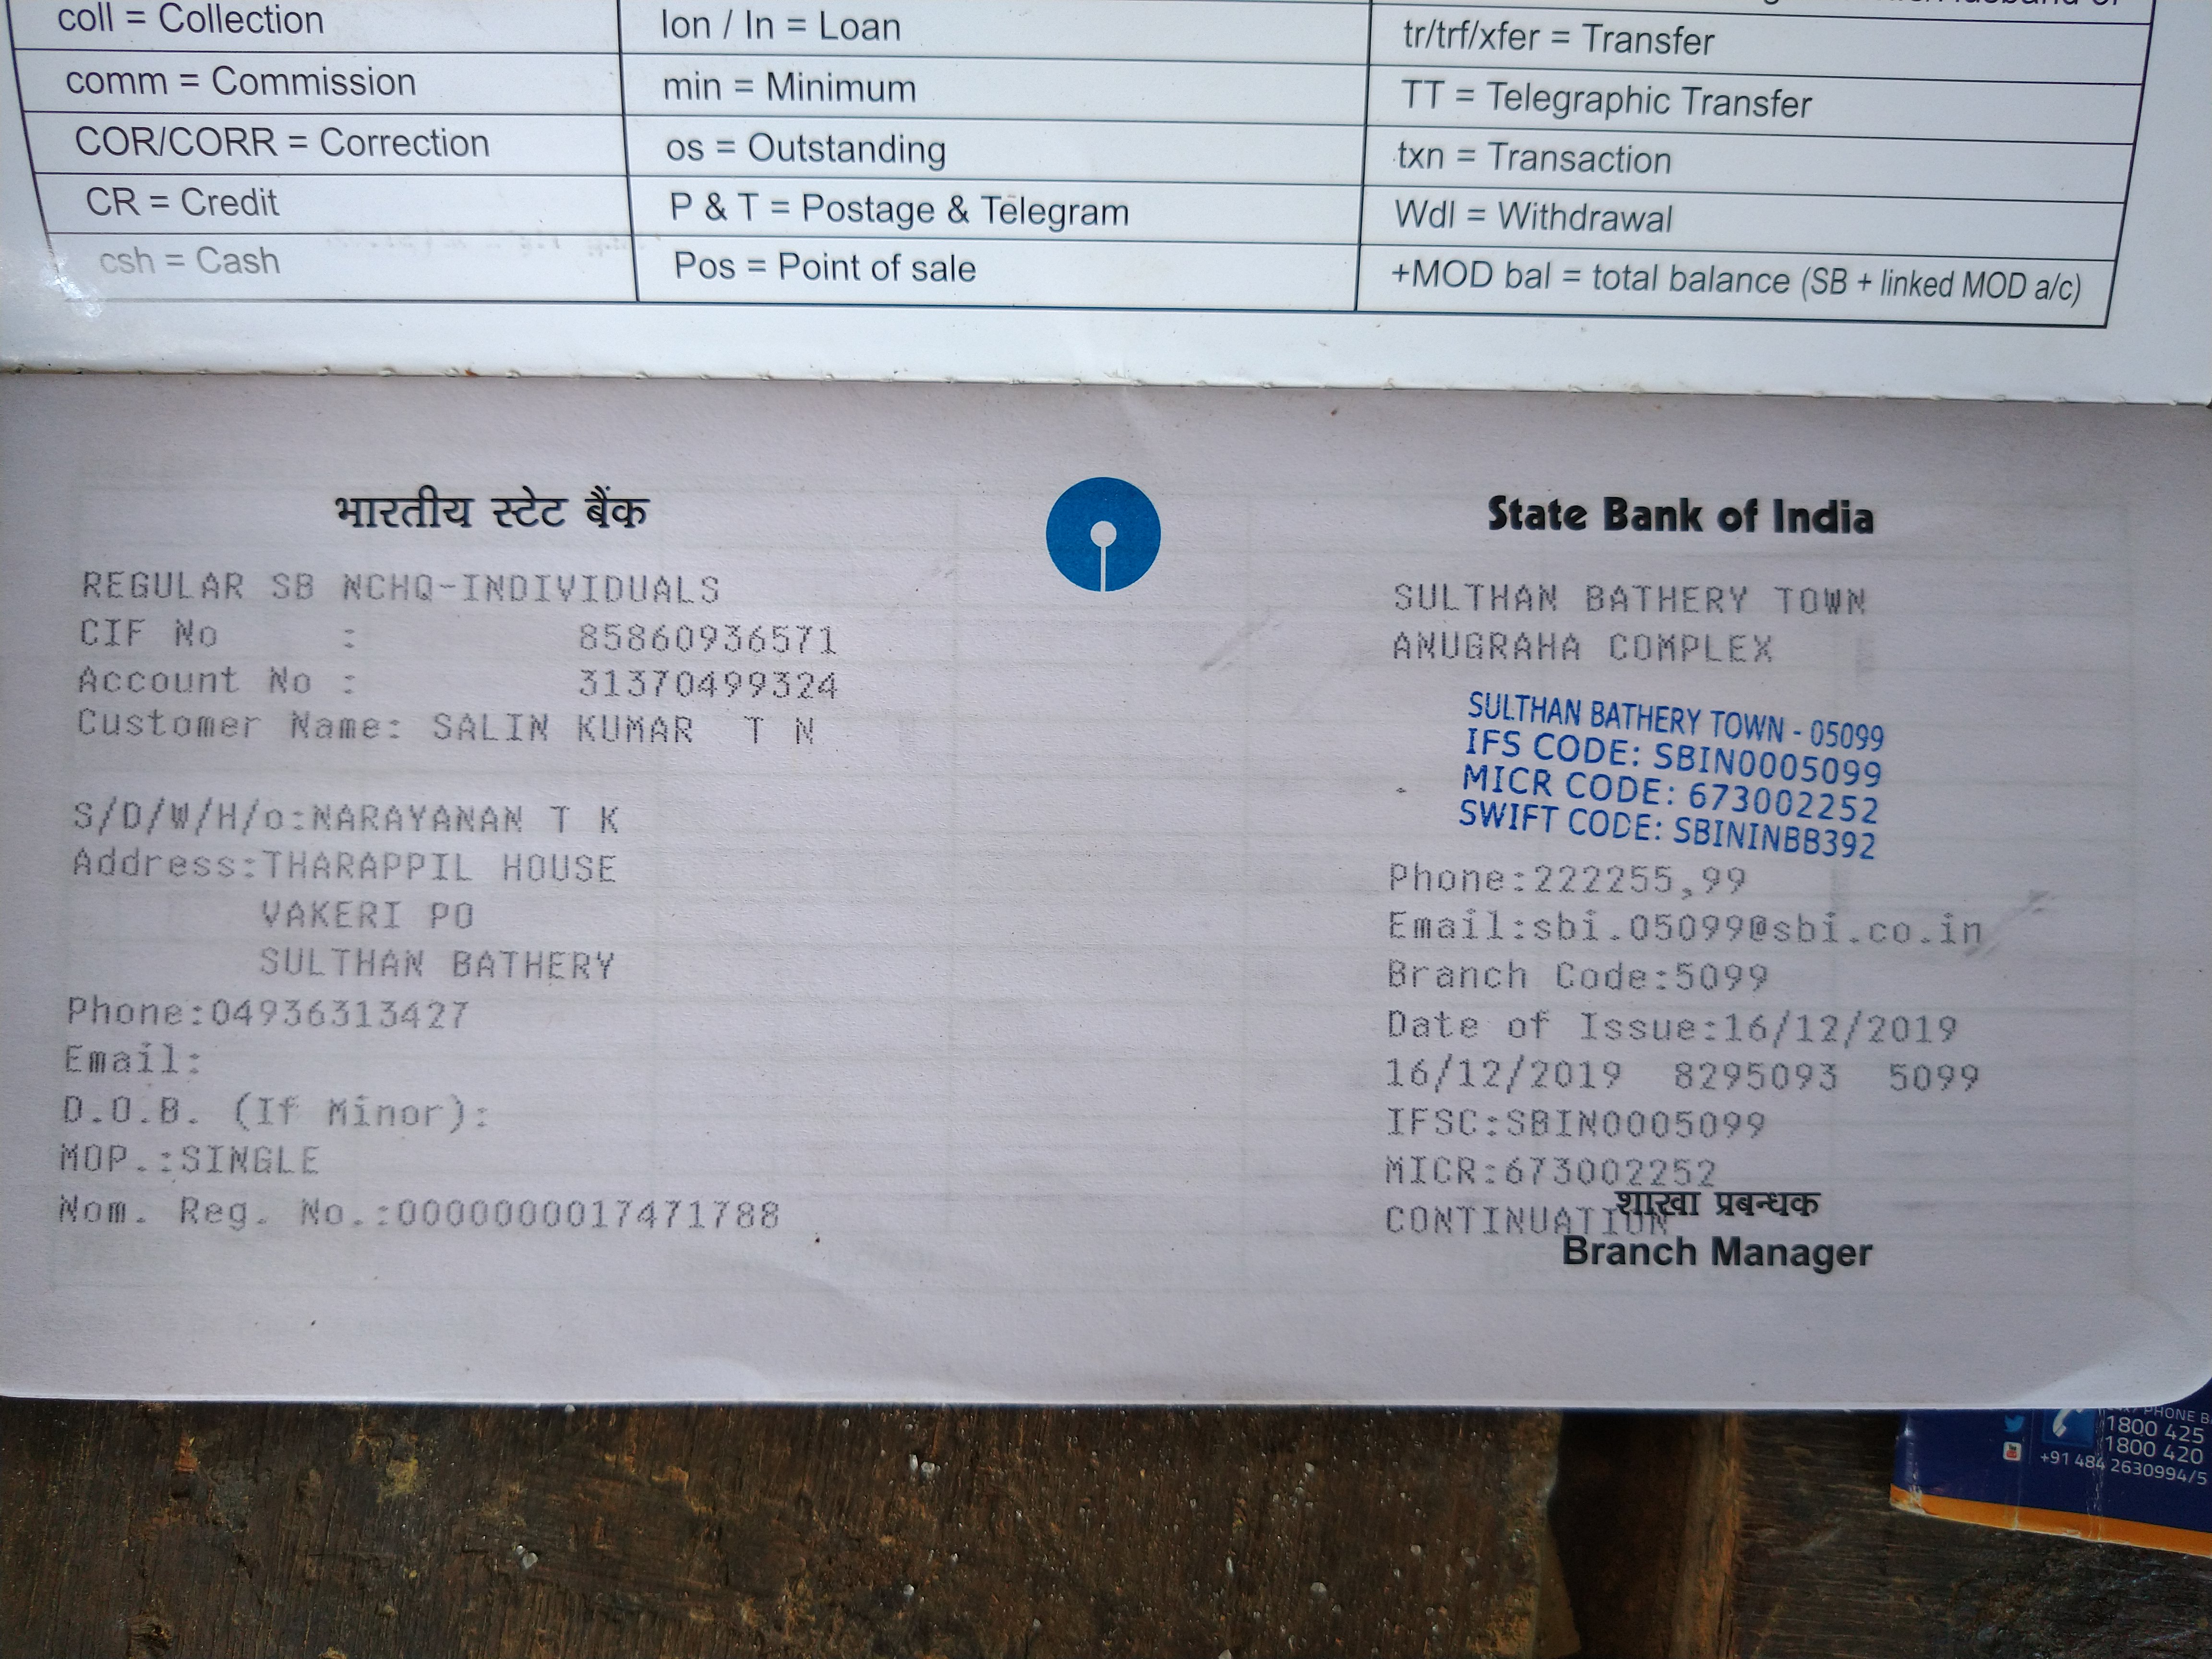 coll = Collection
lon / ln = Loan
tr/trf/xfer = Transfer
comm = Commission
min = Minimum
TT = Telegraphic Transfer
COR/CORR = Correction
os = Outstanding
txn = Transaction
CR = Credit
P & T = Postage & Telegram
Wdl = Withdrawal
csh = Cash
Pos = Point of sale
+MOD bal = total balance (SB + linked MOD a/c)
भारतीय स्टेट बैंक
State Bank of India
REGULAR SB NCHQ-INDIVIDUALS
CIF No : 85860936571
Account No : 31370499324
Customer Name: SALIN KUMAR T N
S/D/W/H/o:NARAYANAN T K
Address:THARAPPIL HOUSE
VAKERI PO
SULTHAN BATHERY
Phone:04936313427
Email:
D.O.B. (If Minor):
MOP.:SINGLE
Nom. Reg. No.:0000000001747178​8
SULTHAN BATHERY TOWN
ANUGRAHA COMPLEX
SULTHAN BATHERY TOWN - 05099
IFS CODE: SBIN0005099
MICR CODE: 673002252
SWIFT CODE: SBININBB392
Phone:222255,99
Email:sbi.05099@sbi.co.in
Branch Code:5099
Date of Issue:16/12/2019
16/12/2019 8295093 5099
IFSC:SBIN0005099
MICR:673002252
CONTINUATION
शाखा प्रबन्धक
Branch Manager
1800 425
1800 420
+91 484 2630994/5